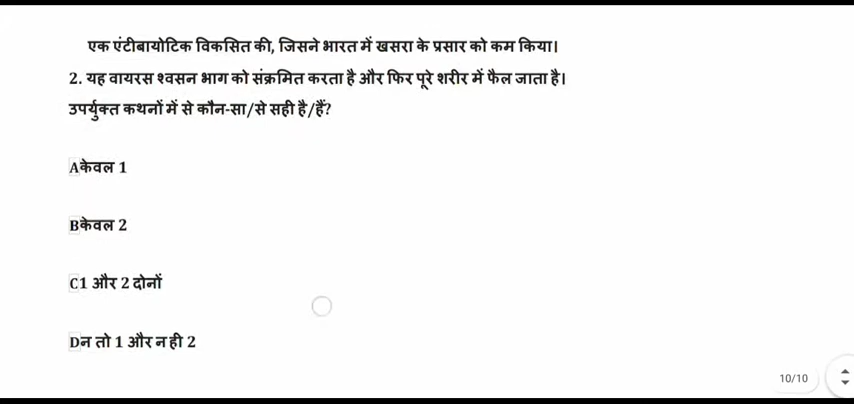 एक एंटीबायोटिक विकसित की, जिसने भारत में खसरा के प्रसार को कम किया।
2. यह वायरस श्वसन भाग को संक्रमित करता है और फिर पूरे शरीर में फैल जाता है।
उपर्युक्त कथनों में से कौन-सा/से सही है/हैं?
Aकेवल 1
Bकेवल 2
C1 और 2 दोनों
Dन तो 1 और न ही 2
10/10